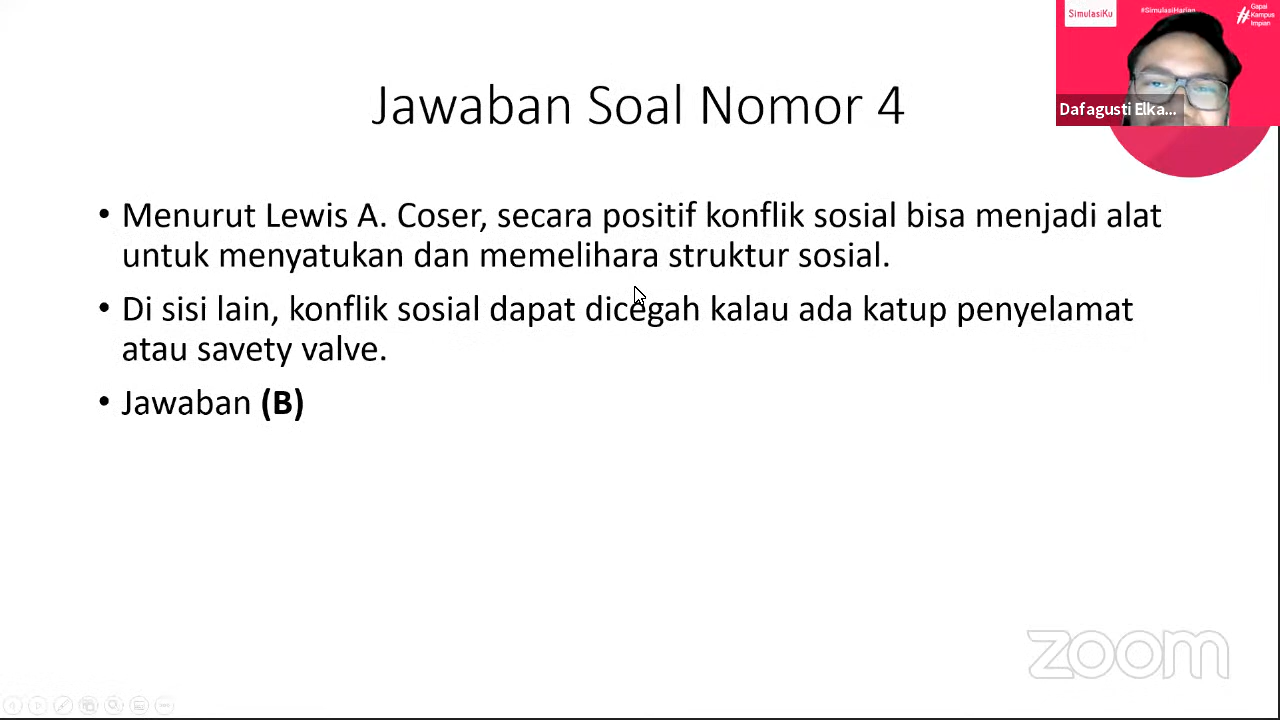 SimulasiKu
#SimulasiHarian
Gapai
Kampus
Impian
Dafagusti Elka...
Jawaban Soal Nomor 4
• Menurut Lewis A. Coser, secara positif konflik sosial bisa menjadi alat
untuk menyatukan dan memelihara struktur sosial.
• Di sisi lain, konflik sosial dapat dicegah kalau ada katup penyelamat
atau savety valve.
• Jawaban (B)
zoom